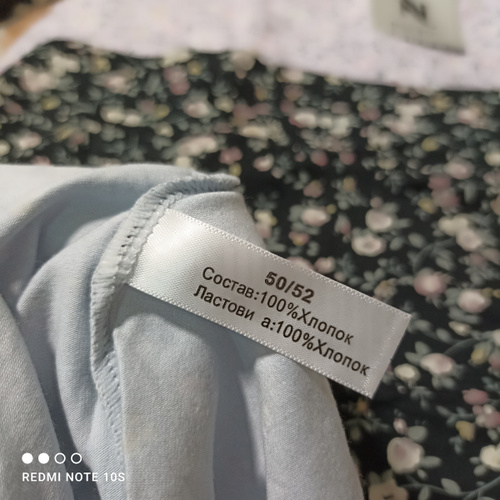 50/52
Состав:100%Хлопок
Ластови а:100%Хлопок
REDMI NOTE 10S